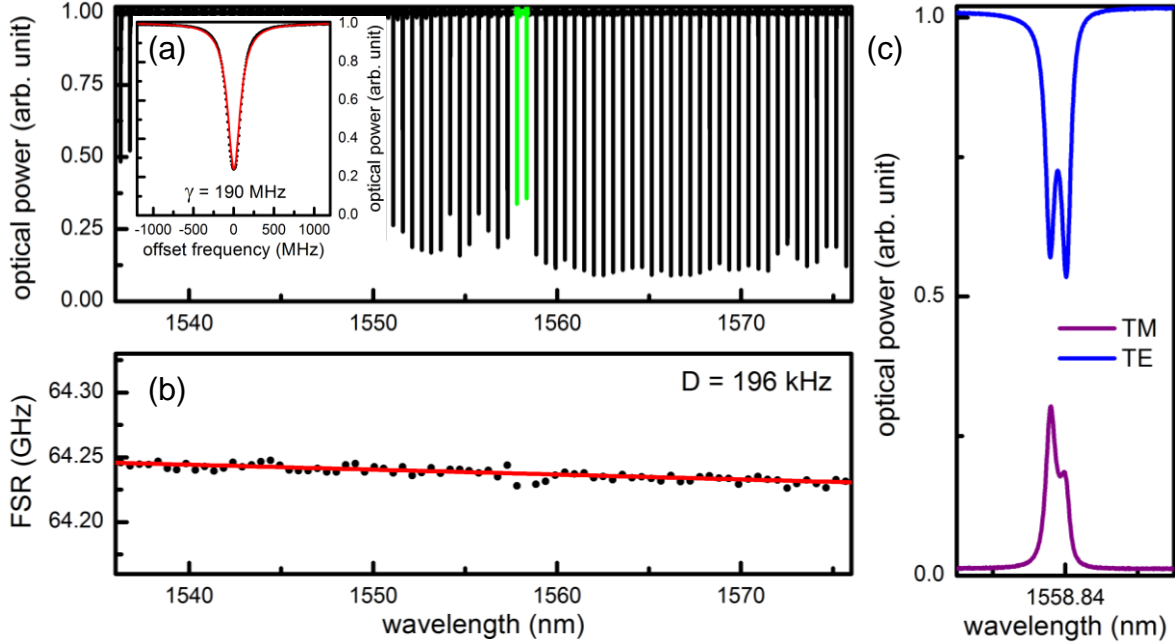 (a)
optical power (arb. unit)
1.00
0.75
0.50
0.25
0.00
1540
1550
1560
1570
1.0
0.8
0.6
0.4
0.2
0.0
optical power (arb. unit)
γ = 190 MHz
-1000
-500
0
500
1000
offset frequency (MHz)
(b)
D = 196 kHz
FSR (GHz)
64.30
64.25
64.20
1540
1550
1560
1570
wavelength (nm)
(c)
optical power (arb. unit)
1.0
0.5
0.0
TM
TE
1558.84
wavelength (nm)